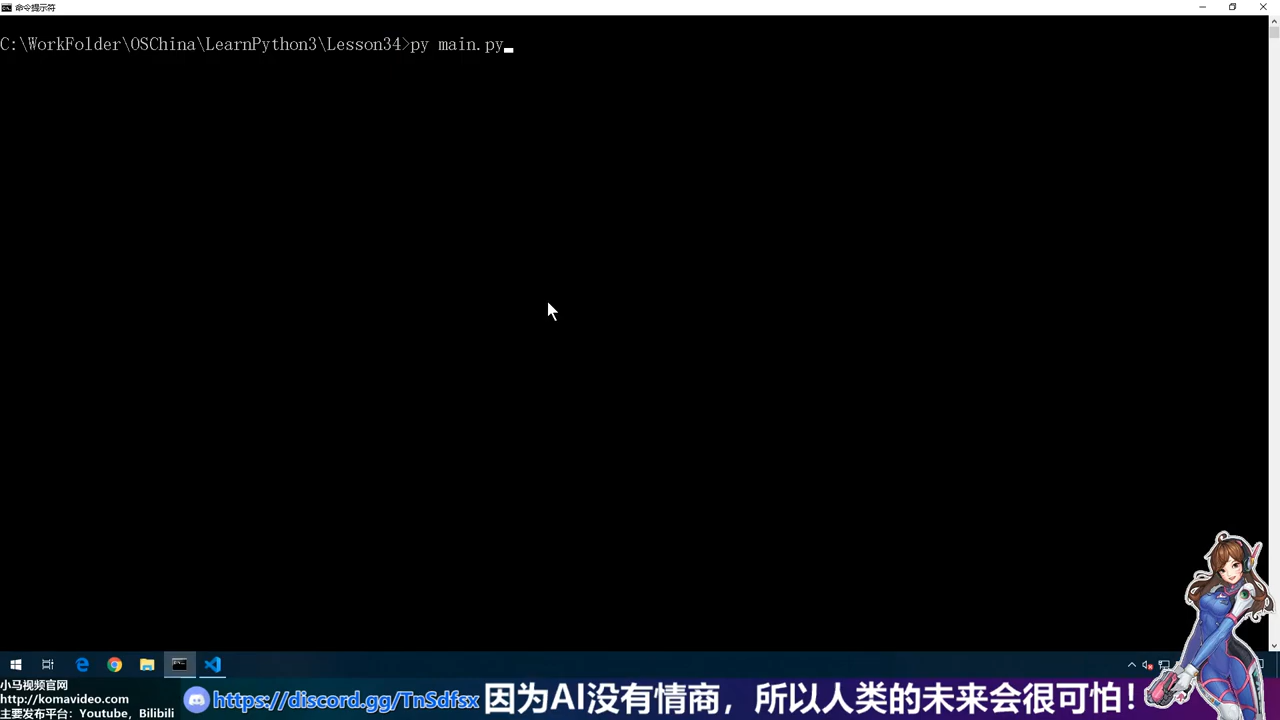 命令提示符
C:\WorkFolder\OSChina\LearnPython3\Lesson34>py main.py
小马视频官网
http://komavideo.com
主要发布平台：Youtube, Bilibili
https://discord.gg/TnSdfsx
因为AI没有情商，所以人类的未来会很可怕！